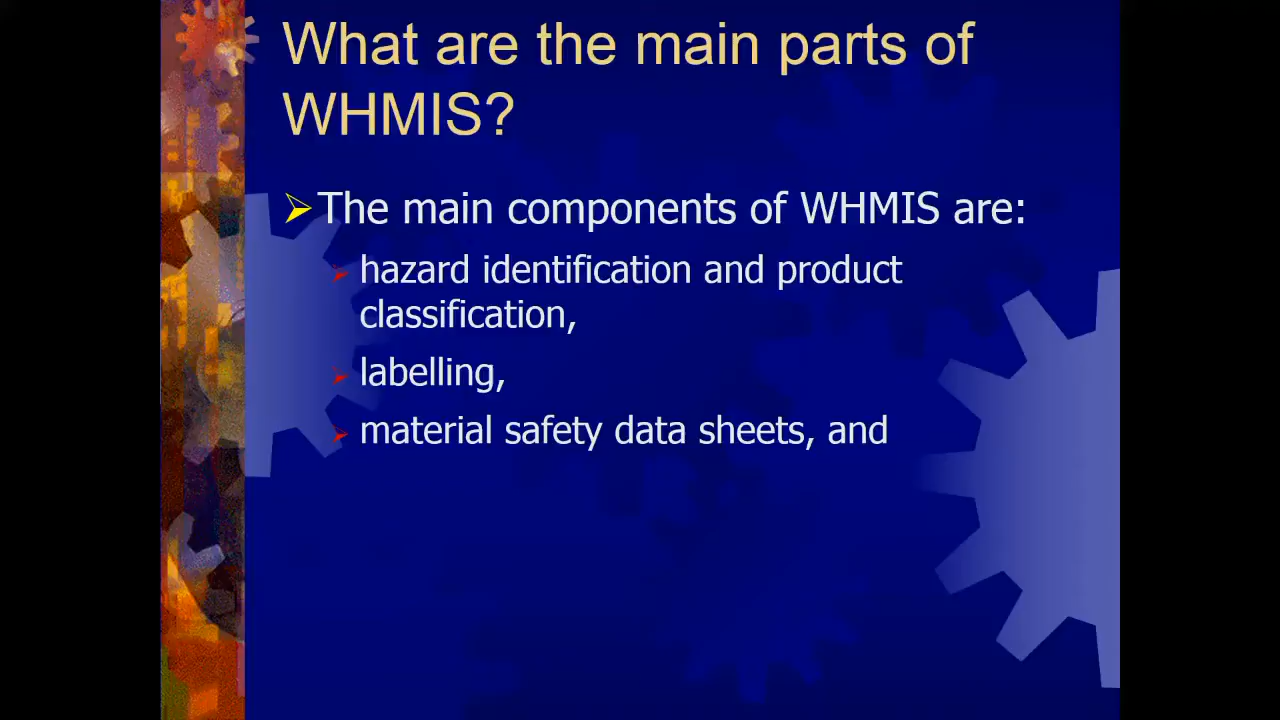 What are the main parts of
WHMIS?
The main components of WHMIS are:
hazard identification and product
classification,
labelling,
material safety data sheets, and